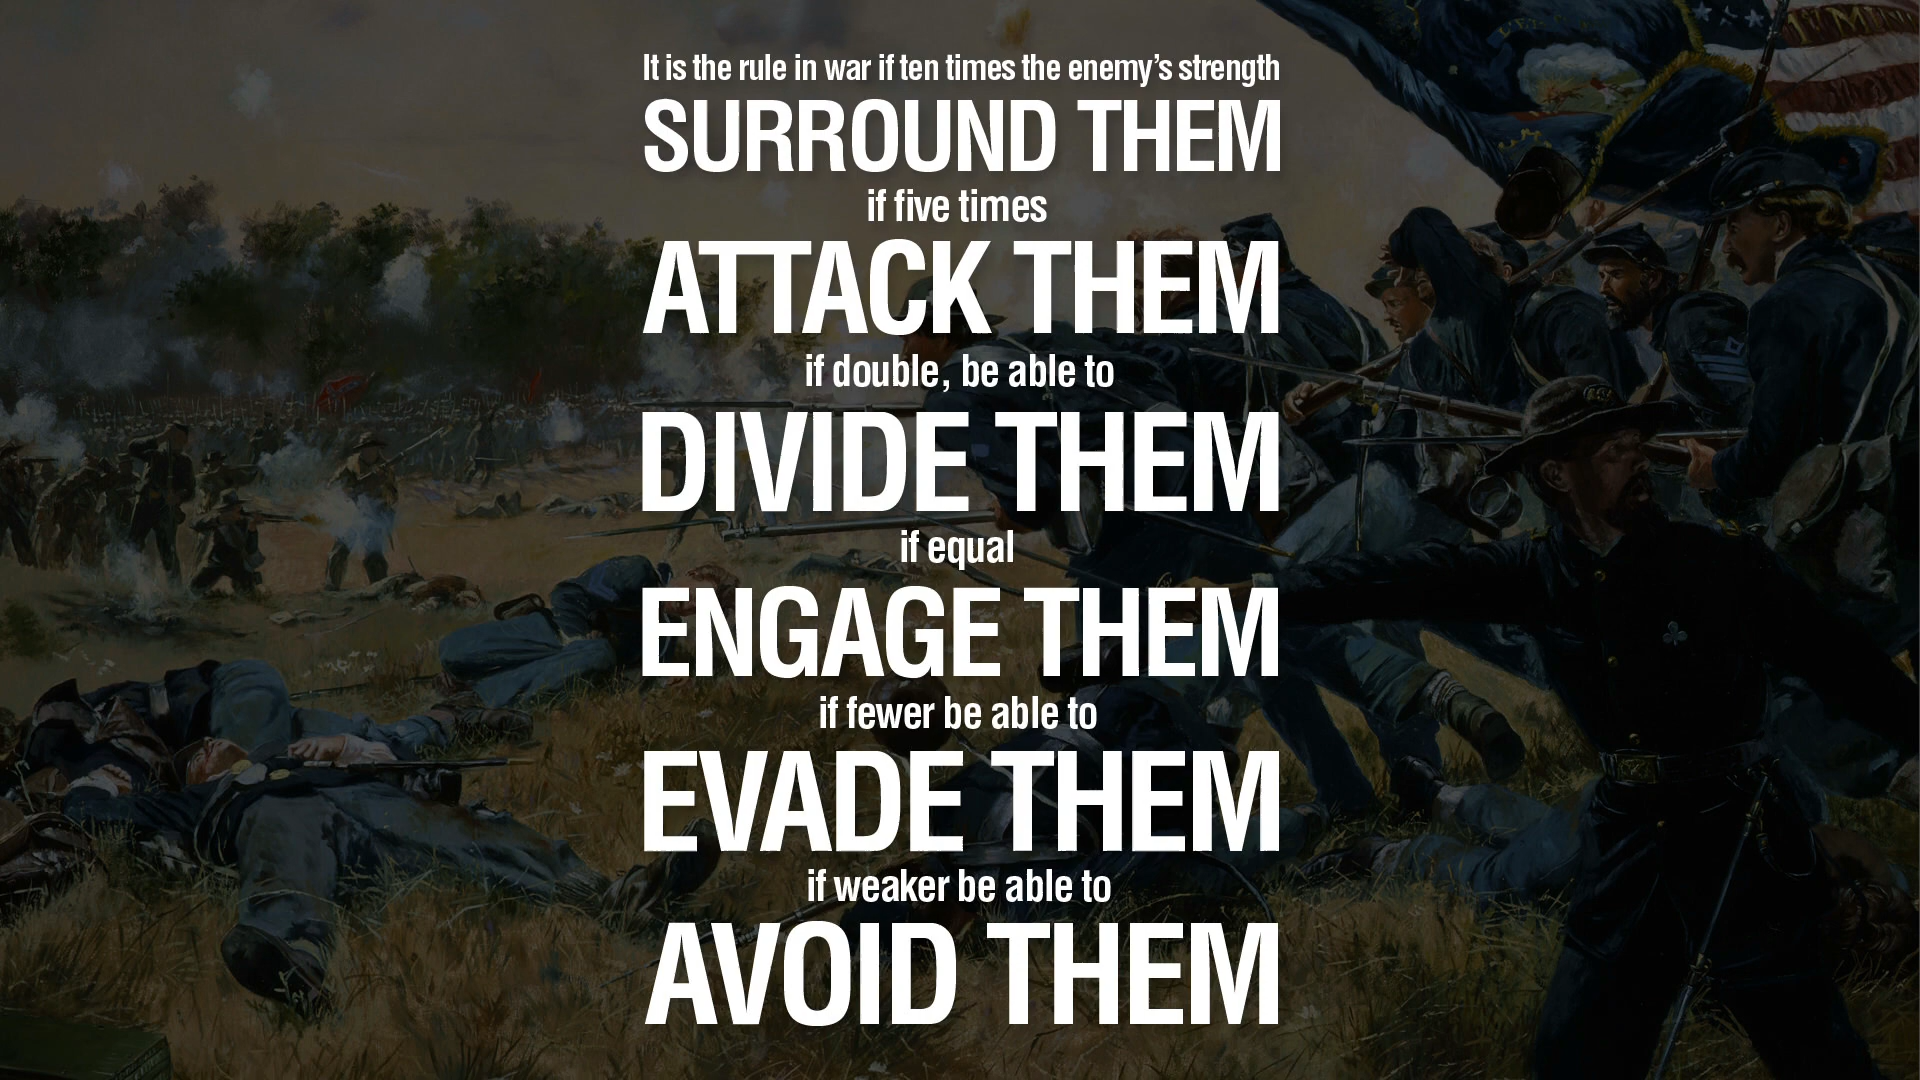 It is the rule in war if ten times the enemy’s strength
SURROUND THEM
if five times
ATTACK THEM
if double, be able to
DIVIDE THEM
if equal
ENGAGE THEM
if fewer be able to
EVADE THEM
if weaker be able to
AVOID THEM